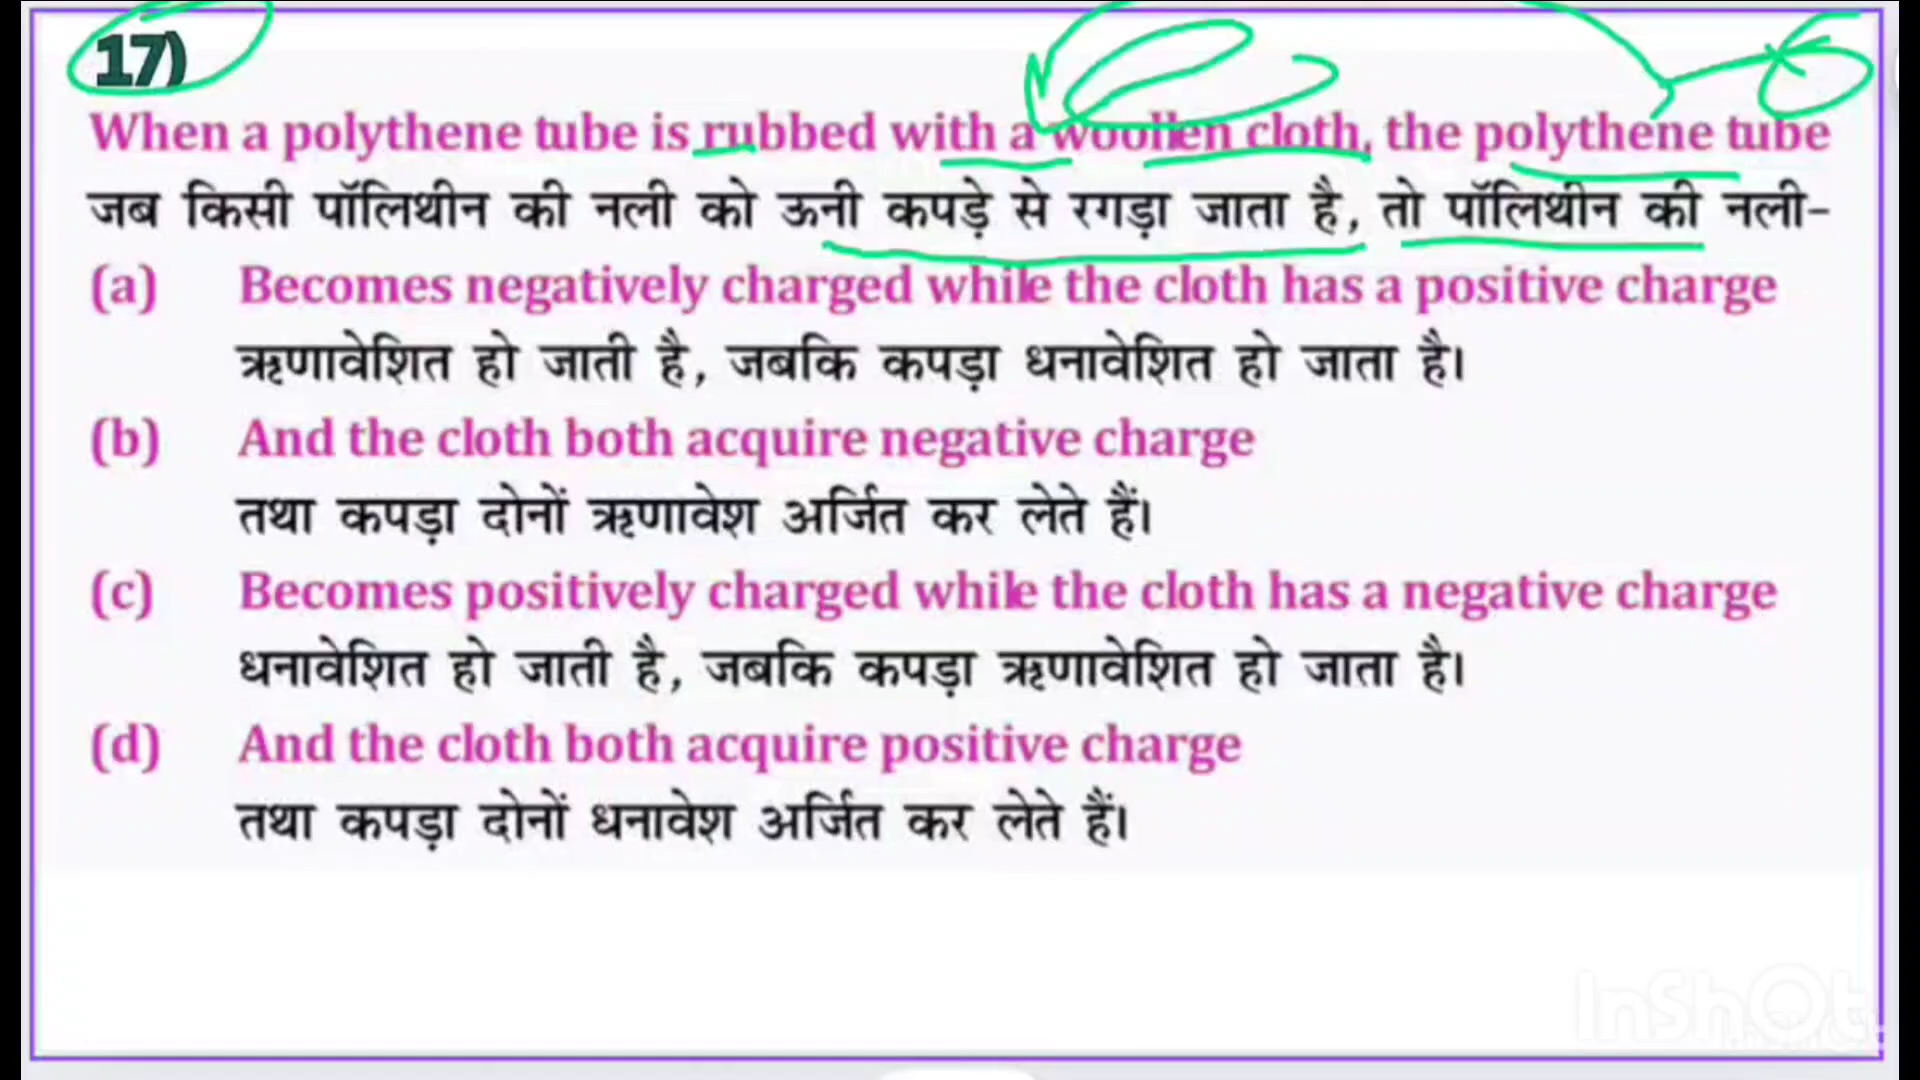 17)
When a polythene tube is rubbed with a woollen cloth, the polythene tube
जब किसी पॉलिथीन की नली को ऊनी कपड़े से रगड़ा जाता है, तो पॉलिथीन की नली-
(a) Becomes negatively charged while the cloth has a positive charge
ऋणावेशित हो जाती है, जबकि कपड़ा धनावेशित हो जाता है।
(b) And the cloth both acquire negative charge
तथा कपड़ा दोनों ऋणावेश अर्जित कर लेते हैं।
(c) Becomes positively charged while the cloth has a negative charge
धनावेशित हो जाती है, जबकि कपड़ा ऋणावेशित हो जाता है।
(d) And the cloth both acquire positive charge
तथा कपड़ा दोनों धनावेश अर्जित कर लेते हैं।
InShOt